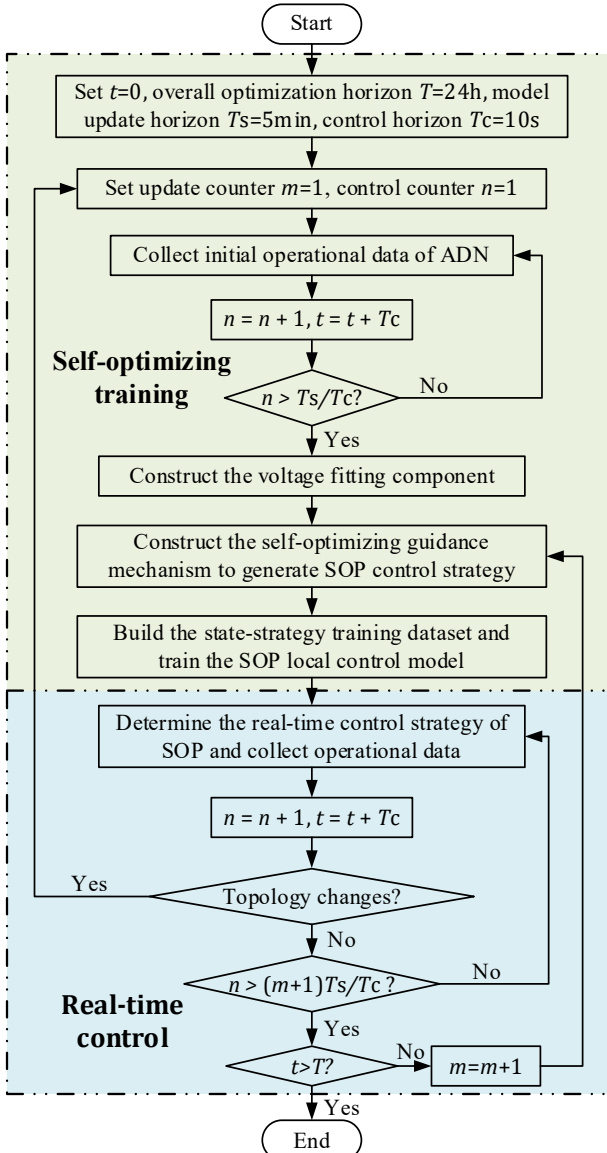 Start
Set t=0, overall optimization horizon T=24h, model
update horizon Ts=5min, control horizon Tc=10s
Set update counter m=1, control counter n=1
Collect initial operational data of ADN
n = n + 1, t = t + Tc
Self-optimizing
training
n > Ts/Tc?
No
Yes
Construct the voltage fitting component
Construct the self-optimizing guidance
mechanism to generate SOP control strategy
Build the state-strategy training dataset and
train the SOP local control model
Determine the real-time control strategy of
SOP and collect operational data
n = n + 1, t = t + Tc
Yes
Topology changes?
No
n > (m+1)Ts/Tc ?
No
Real-time
control
Yes
t>T?
No
m=m+1
Yes
End